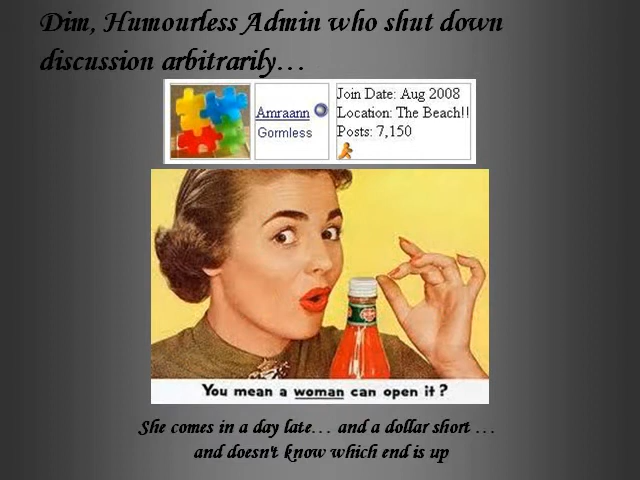 Dim, Humourless Admin who shut down
discussion arbitrarily…
Amraann
Gormless
Join Date: Aug 2008
Location: The Beach!!
Posts: 7,150
You mean a woman can open it?
She comes in a day late… and a dollar short …
and doesn't know which end is up